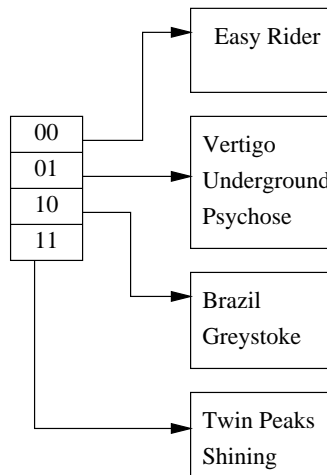 Easy Rider
00
01
10
11
Vertigo
Underground
Psychose
Brazil
Greystoke
Twin Peaks
Shining